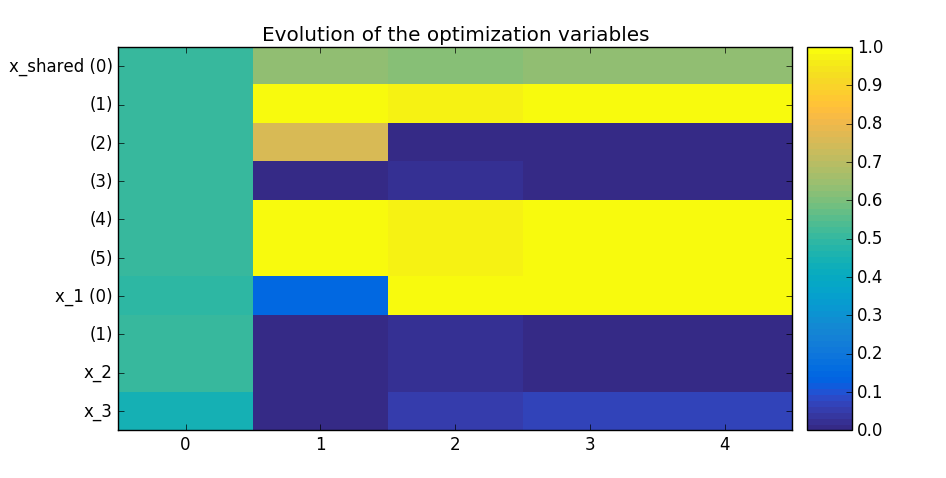 Evolution of the optimization variables
x_shared (0)
(1)
(2)
(3)
(4)
(5)
x_1 (0)
(1)
x_2
x_3
0 1 2 3 4
1.0
0.9
0.8
0.7
0.6
0.5
0.4
0.3
0.2
0.1
0.0